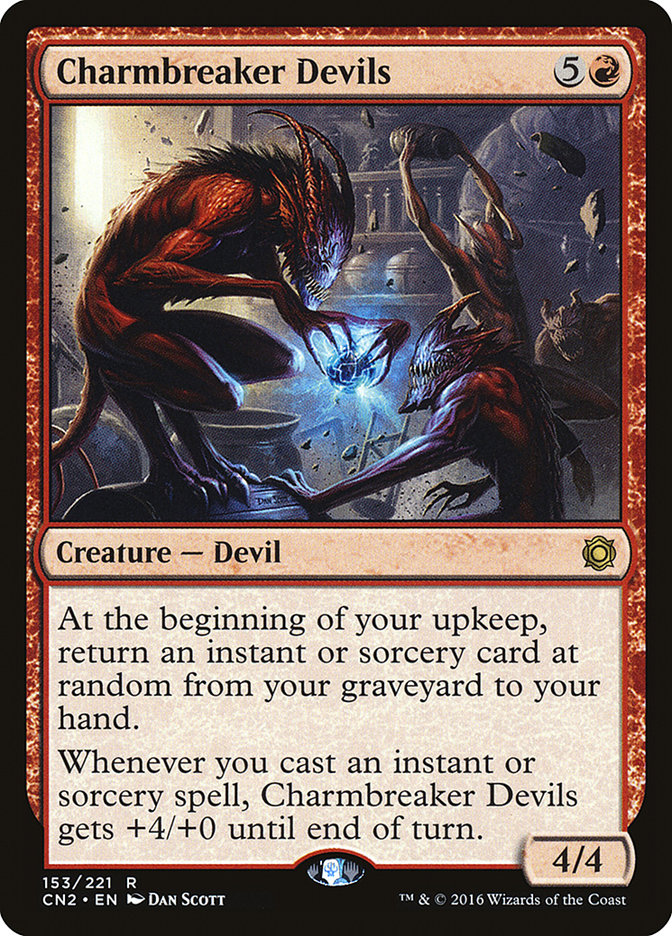 Charmbreaker Devils 5
Creature — Devil
At the beginning of your upkeep,
return an instant or sorcery card at
random from your graveyard to your
hand.
Whenever you cast an instant or
sorcery spell, Charmbreaker Devils
gets +4/+0 until end of turn.
4/4
153/221 R
CN2 • EN Dan Scott
™ & © 2016 Wizards of the Coast